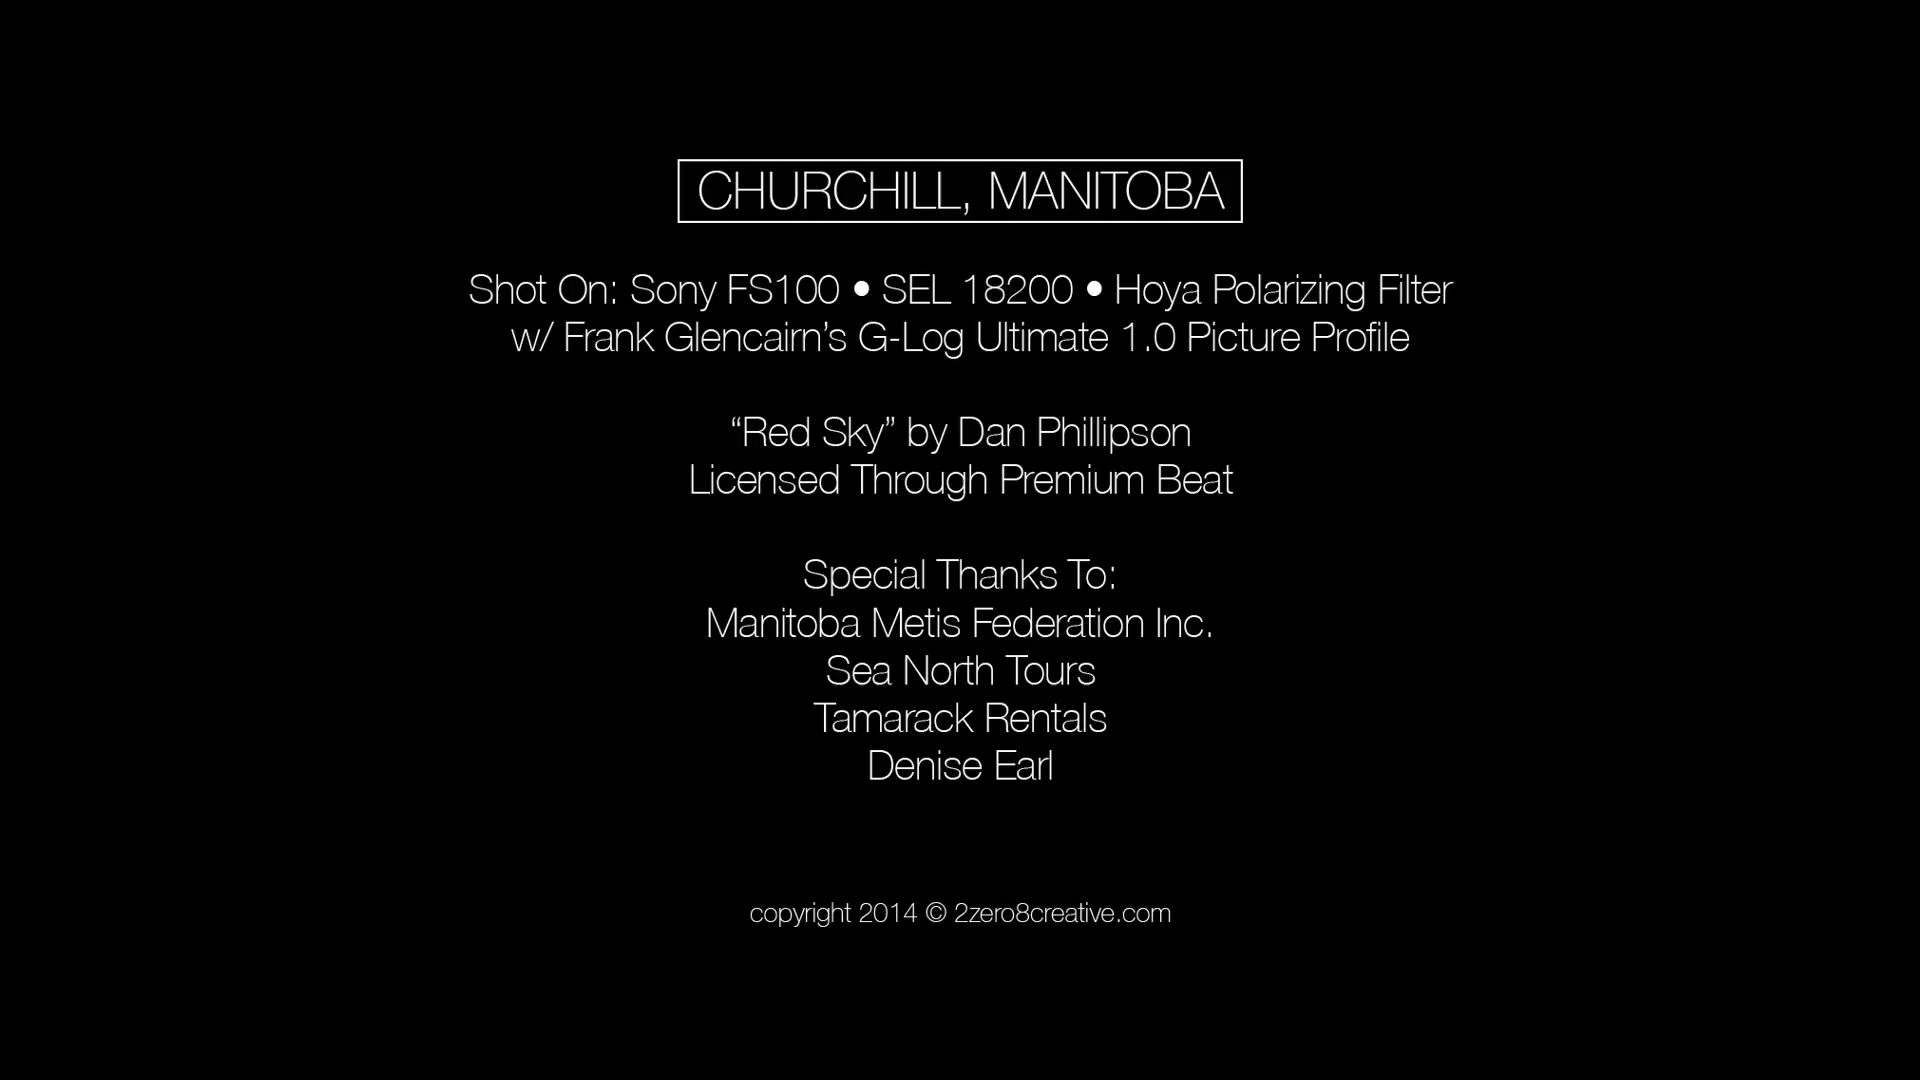 CHURCHILL, MANITOBA
Shot On: Sony FS100 • SEL 18200 • Hoya Polarizing Filter
w/ Frank Glencairn’s G-Log Ultimate 1.0 Picture Profile
“Red Sky” by Dan Phillipson
Licensed Through Premium Beat
Special Thanks To:
Manitoba Metis Federation Inc.
Sea North Tours
Tamarack Rentals
Denise Earl
copyright 2014 © 2zero8creative.com